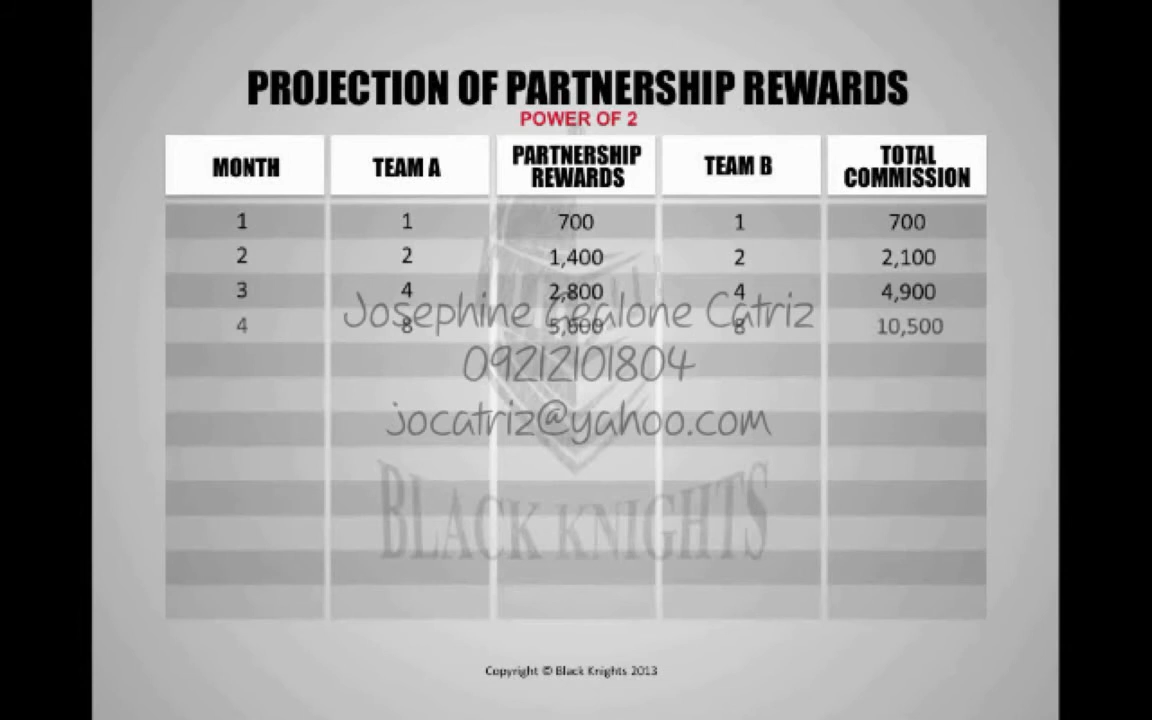 PROJECTION OF PARTNERSHIP REWARDS
POWER OF 2
MONTH TEAM A PARTNERSHIP REWARDS TEAM B TOTAL COMMISSION
1 1 700 1 700
2 2 1,400 2 2,100
3 4 2,800 4 4,900
4 8 5,600 8 10,500
Josephine Catriz
09212101804
jocatriz@yahoo.com
BLACK KNIGHTS
Copyright © Black Knights 2013